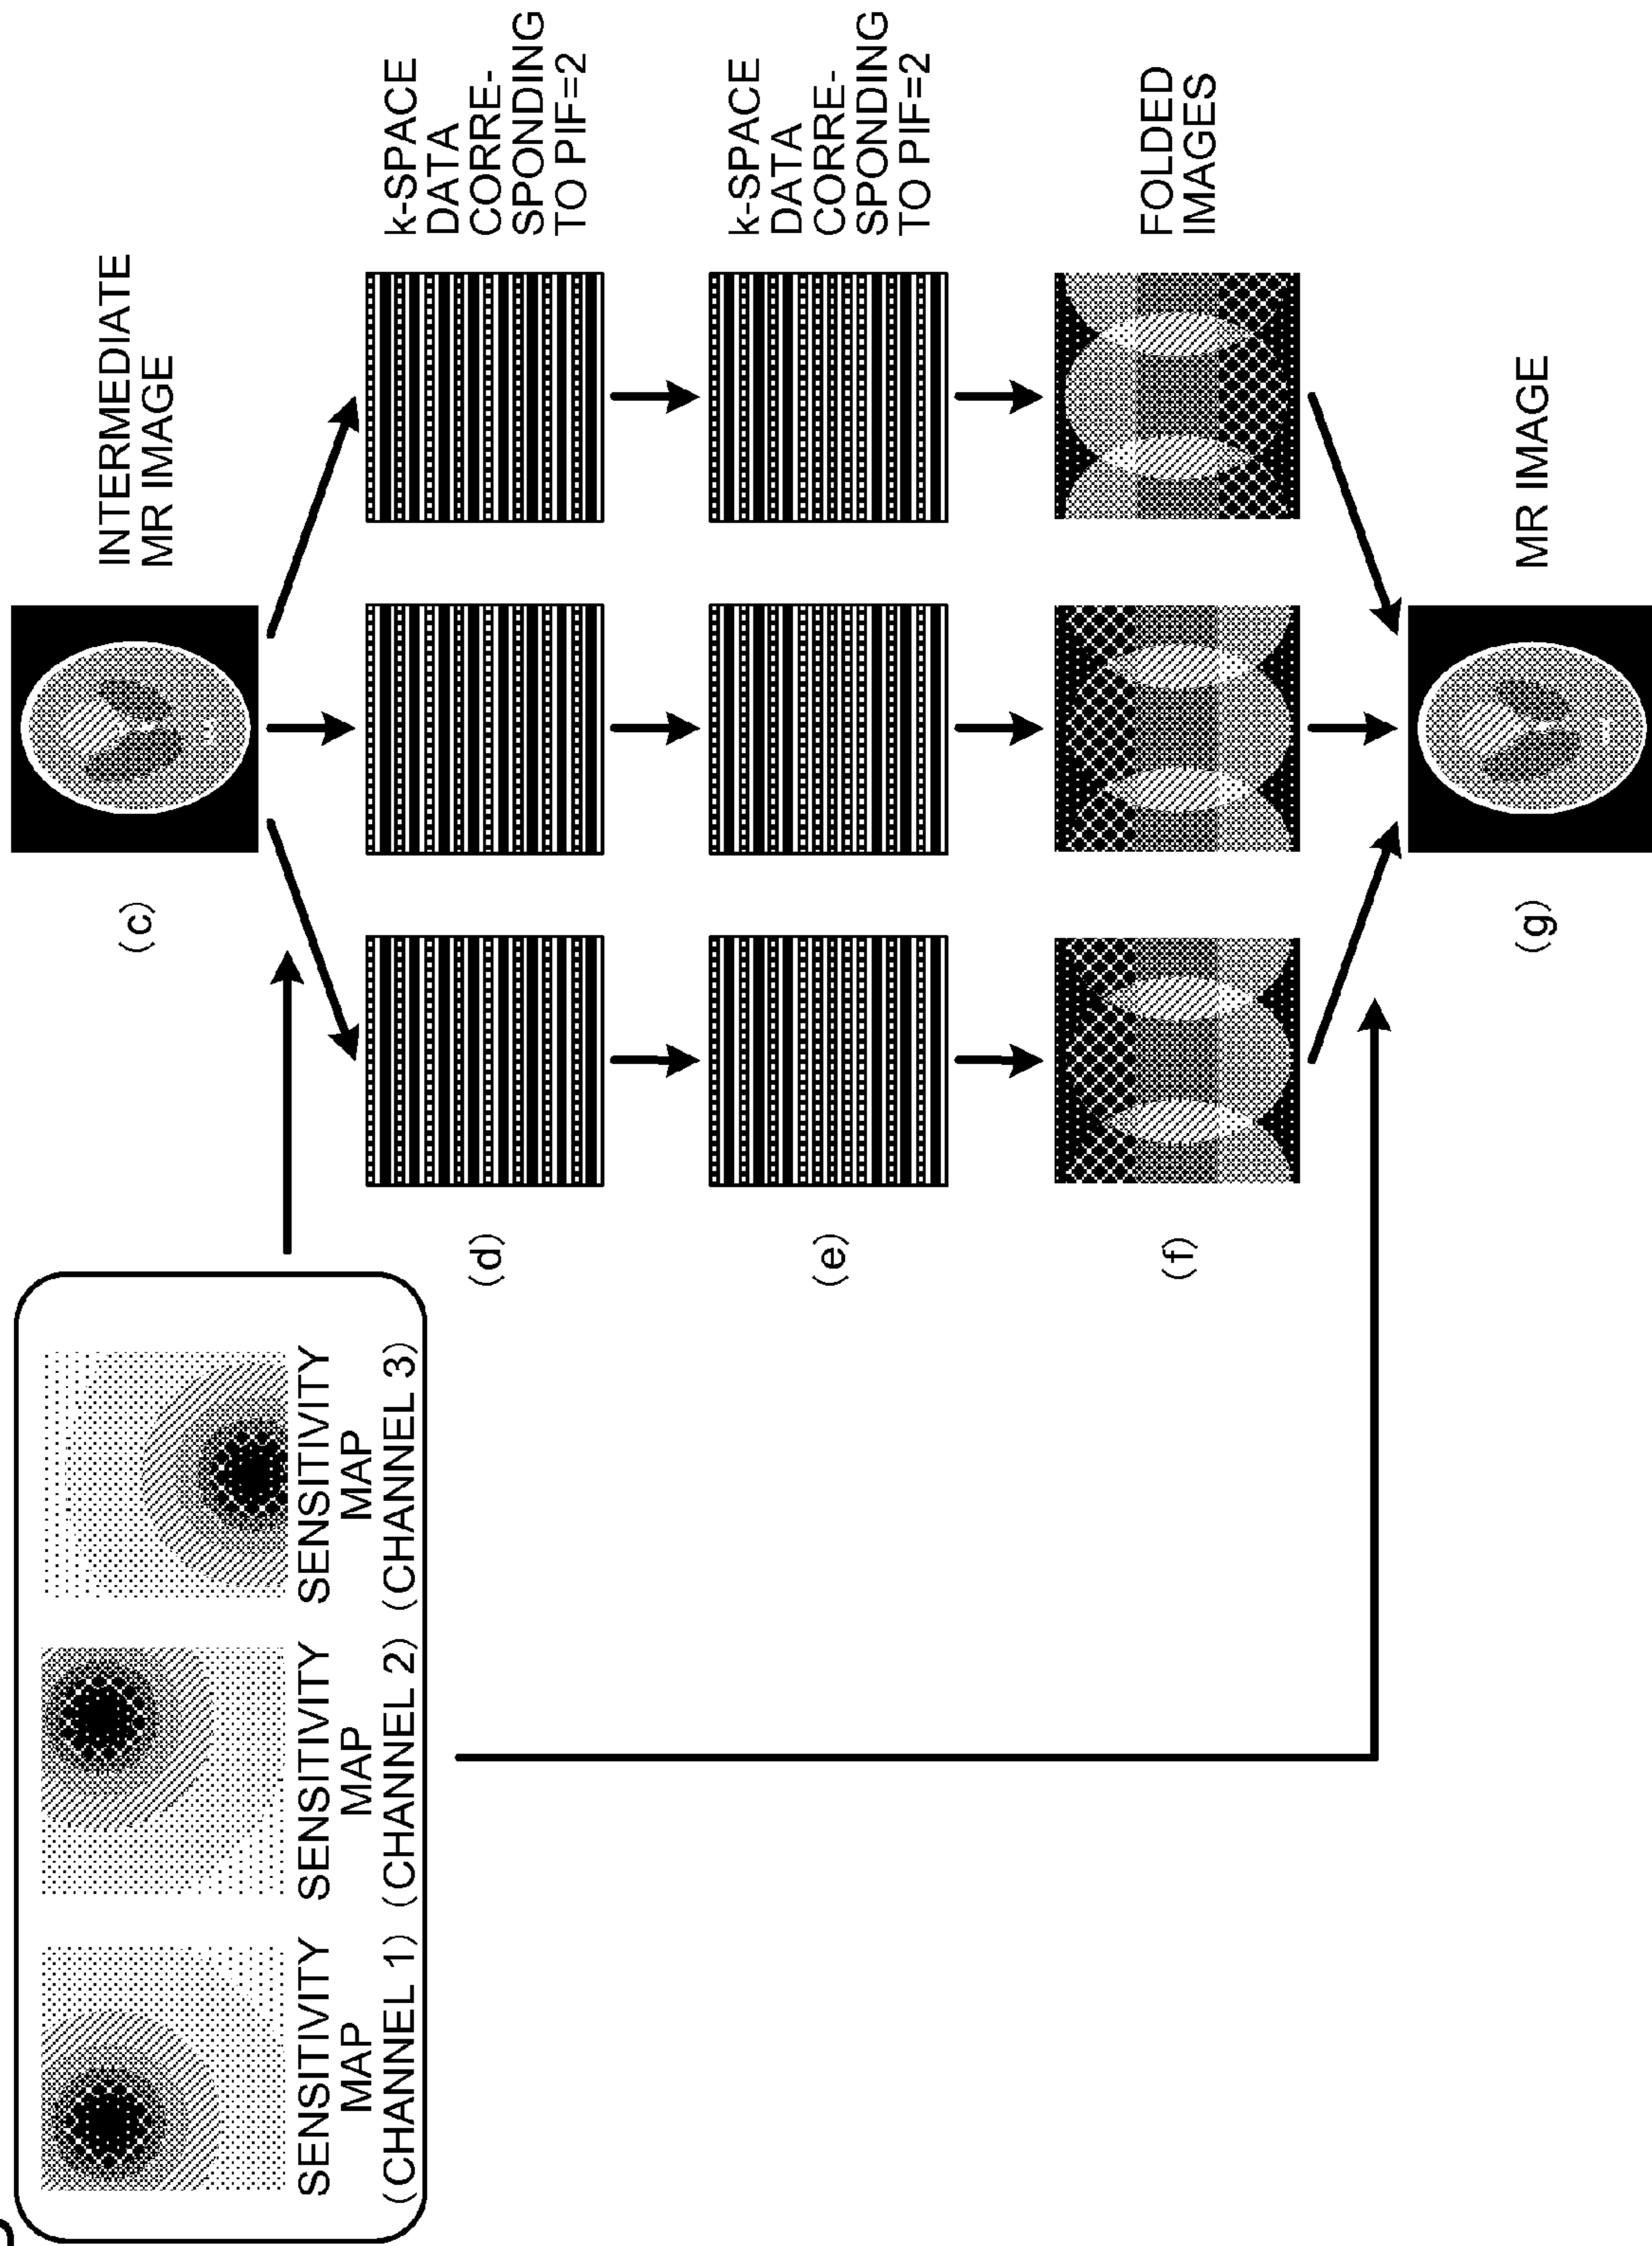 SENSITIVITY
MAP
(CHANNEL 1)
SENSITIVITY
MAP
(CHANNEL 2)
SENSITIVITY
MAP
(CHANNEL 3)
(c)
INTERMEDIATE
MR IMAGE
(d)
k-SPACE
DATA
CORRE-
SPONDING
TO PIF=2
(e)
k-SPACE
DATA
CORRE-
SPONDING
TO PIF=2
(f)
FOLDED
IMAGES
(g)
MR IMAGE